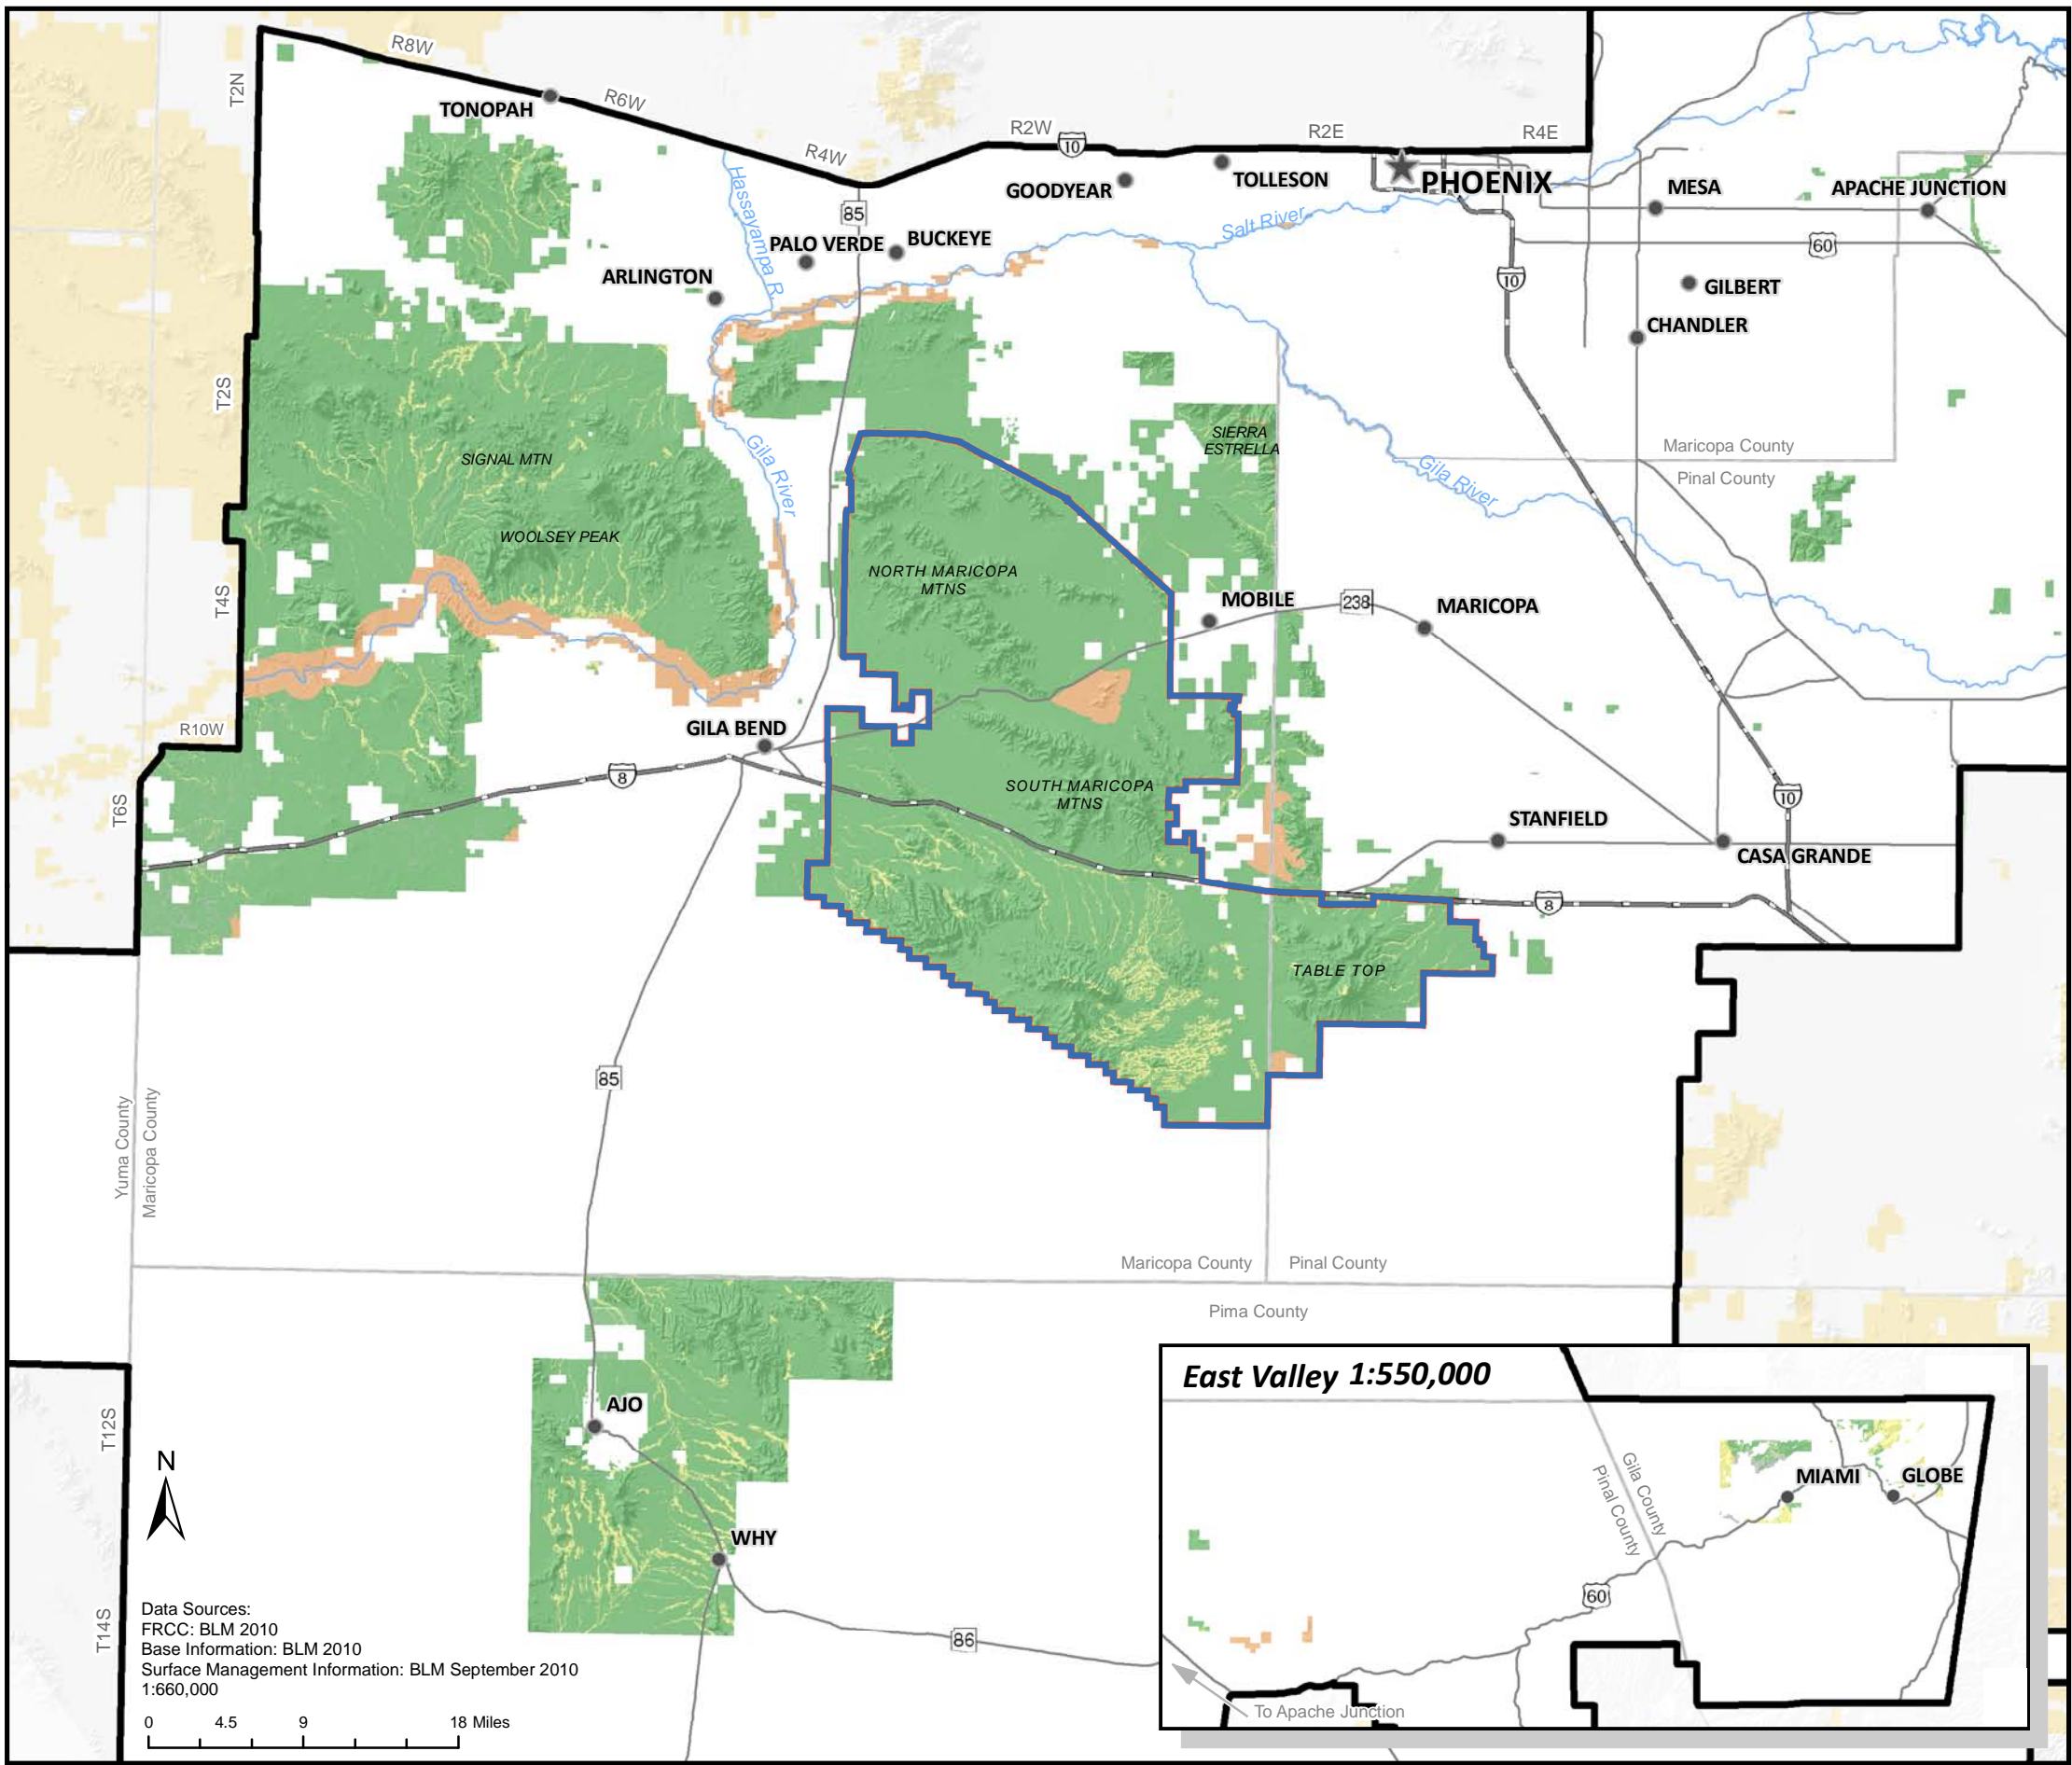 R8W
T2N
TONOPAH
R6W
R4W
R2W
10
R2E
R4E
Hassayampa R.
85
GOODYEAR
TOLLESON
PHOENIX
MESA
APACHE JUNCTION
Salt River
PALO VERDE
BUCKEYE
60
ARLINGTON
10
GILBERT
CHANDLER
T2S
SIGNAL MTN
Gila River
SIERRA
ESTRELLA
Maricopa County
Pinal County
Gila River
WOOLSEY PEAK
NORTH MARICOPA
MTNS
T4S
MOBILE
238
MARICOPA
R10W
GILA BEND
8
T6S
SOUTH MARICOPA
MTNS
10
STANFIELD
CASA GRANDE
8
TABLE TOP
85
Yuma County
Maricopa County
Maricopa County
Pinal County
Pima County
East Valley 1:550,000
AJO
T12S
N
Gila County
Pinal County
MIAMI
GLOBE
WHY
60
T14S
86
To Apache Junction
Data Sources:
FRCC: BLM 2010
Base Information: BLM 2010
Surface Management Information: BLM September 2010
1:660,000
0 4.5 9 18 Miles